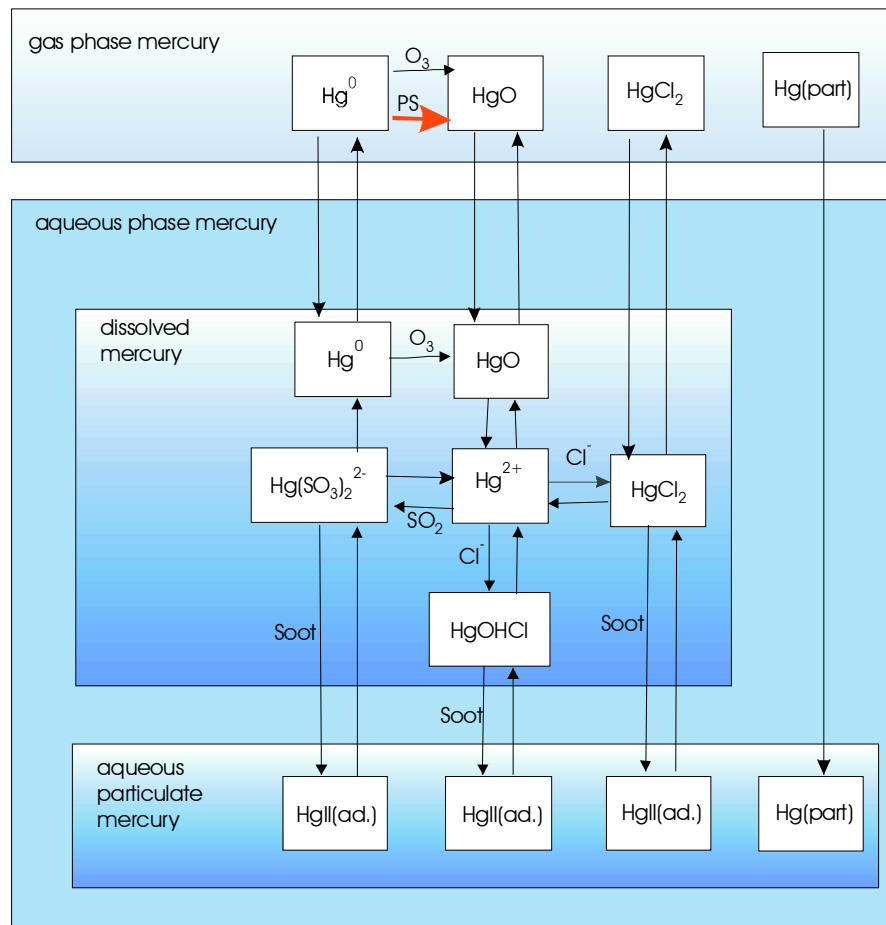 gas phase mercury
O₃
Hg⁰
PS
HgO
HgCl₂
Hg(part)
aqueous phase mercury
dissolved
mercury
Hg⁰
O₃
HgO
Hg(SO₃)₂²⁻
Hg²⁺
Cl⁻
HgCl₂
SO₂
Cl⁻
HgOHCl
Soot
Soot
Soot
aqueous
particulate
mercury
HgII(ad.)
HgII(ad.)
HgII(ad.)
Hg(part)